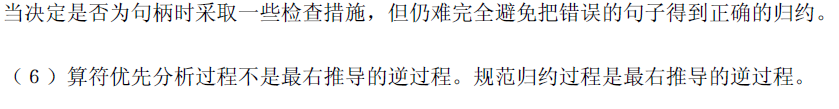 当决定是否为句柄时采取一些检查措施，但仍难完全避免把错误的句子得到正确的归约。
（６）算符优先分析过程不是最右推导的逆过程。规范归约过程是最右推导的逆过程。